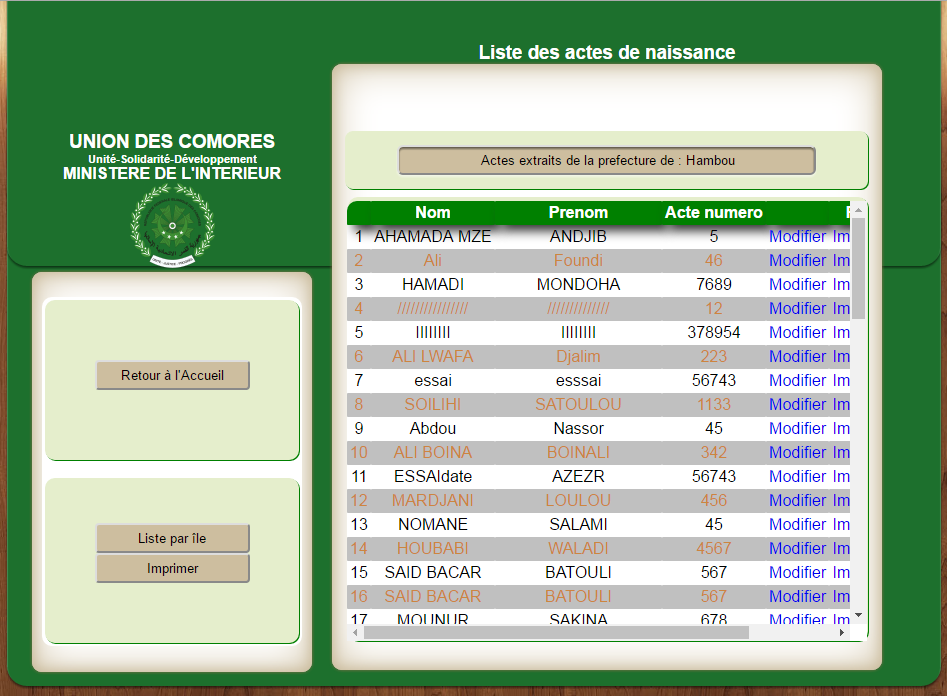 Liste des actes de naissance
UNION DES COMORES
Unité-Solidarité-Développement
MINISTERE DE L'INTERIEUR
Retour à l'Accueil
Liste par île
Imprimer
Actes extraits de la prefecture de : Hambou
Nom Prenom Acte numero
1 AHAMADA MZE ANDJIB 5 Modifier Im
2 Ali Foundi 46 Modifier Im
3 HAMADI MONDOHA 7689 Modifier Im
4 //////////////// ////////////// 12 Modifier Im
5 IIIIIIII IIIIIIII 378954 Modifier Im
6 ALI LWAFA Djalim 223 Modifier Im
7 essai esssai 56743 Modifier Im
8 SOILIHI SATOULOU 1133 Modifier Im
9 Abdou Nassor 45 Modifier Im
10 ALI BOINA BOINALI 342 Modifier Im
11 ESSAIdate AZEZR 56743 Modifier Im
12 MARDJANI LOULOU 456 Modifier Im
13 NOMANE SALAMI 45 Modifier Im
14 HOUBABI WALADI 4567 Modifier Im
15 SAID BACAR BATOULI 567 Modifier Im
16 SAID BACAR BATOULI 567 Modifier Im
17 MOUNUR SAKINA 678 Modifier Im